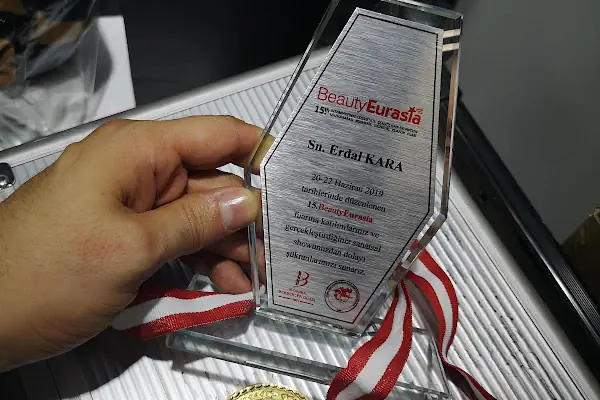 BeautyEurasia
15th
Sn. Erdal KARA
20-22 Haziran 2019
tarihlerinde düzenlenen
15.BeautyEurasia
fuarına katılımlarınız ve
gerçekleştirdiğiniz sanatsal
showunuzdan dolayı
şükranlarımızı sunarız.